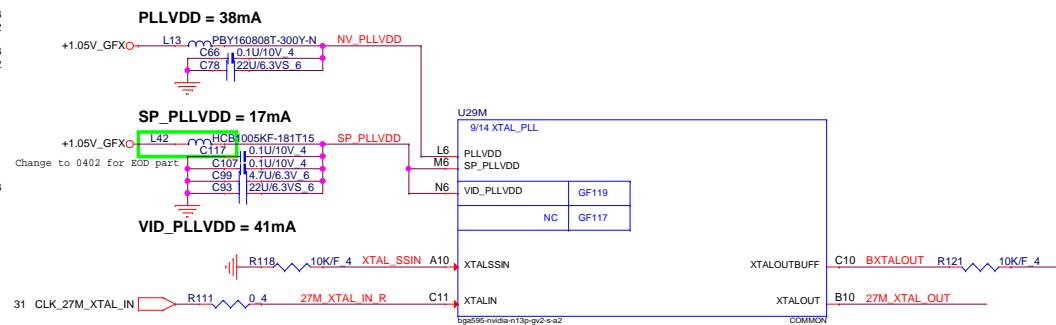 PLLVDD = 38mA
+1.05V_GFX L13 PBY160808T-300Y-N NV_PLLVDD
C66 0.1U/10V_4
C78 22U/6.3VS_6
SP_PLLVDD = 17mA
+1.05V_GFX L42 HCB1005KF-181T15 SP_PLLVDD
Change to 0402 for EOD part
C117 0.1U/10V_4
C107 0.1U/10V_4
C99 4.7U/6.3V_6
C93 22U/6.3VS_6
VID_PLLVDD = 41mA
U29M
9/14 XTAL_PLL
L6 PLLVDD
M6 SP_PLLVDD
N6 VID_PLLVDD GF119
NC GF117
R118 10K/F_4 XTAL_SSIN A10 XTALSSIN
XTALOUTBUFF C10 BXTALOUT R121 10K/F_4
31 CLK_27M_XTAL_IN R111 0_4 27M_XTAL_IN_R C11 XTALIN
XTALOUT B10 27M_XTAL_OUT
bga595-nvidia-n13p-gv2-s-a2 COMMON